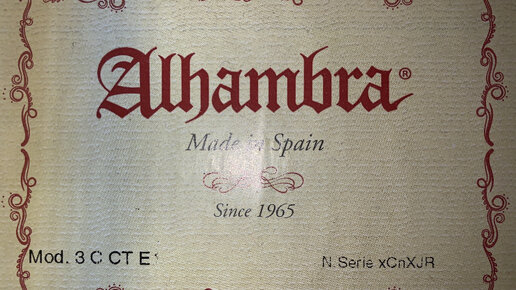 Alhambra®
Made in Spain
Since 1965
Mod. 3 C CT E
N. Serie xCnXJR